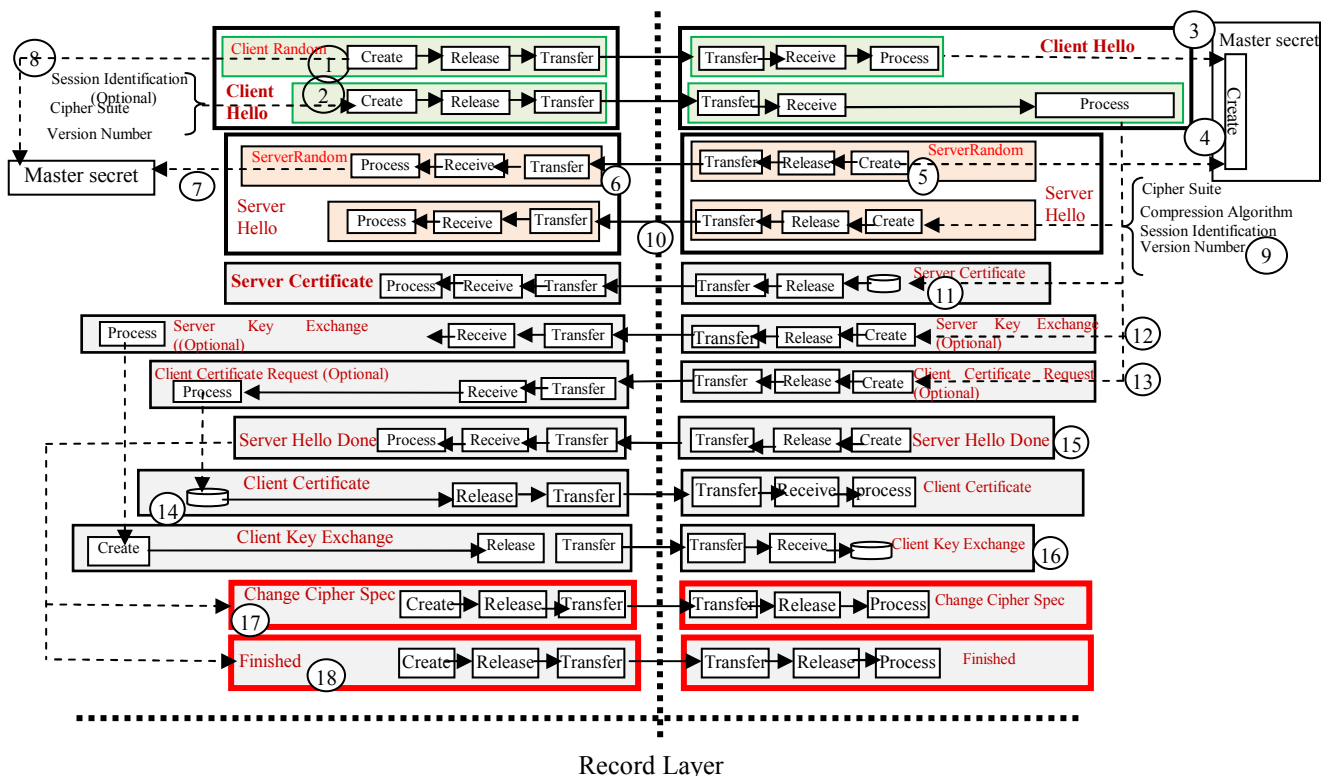 3
Master secret
Client Random
Create
Release
Transfer
Transfer
Receive
Process
Client Hello
8
1
Session Identification
(Optional)
Cipher Suite
Version Number
Client
Hello
2
Create
Release
Transfer
Transfer
Receive
Process
Create
4
Master secret
7
ServerRandom
Process
Receive
Transfer
6
Transfer
Release
Create
ServerRandom
5
Server
Hello
Process
Receive
Transfer
10
Transfer
Release
Create
Server
Hello
Cipher Suite
Compression Algorithm
Session Identification
Version Number
9
Server Certificate
Process
Receive
Transfer
Transfer
Release
Server Certificate
11
Process
Server Key Exchange
((Optional)
Receive
Transfer
Transfer
Release
Create
Server Key Exchange
(Optional)
12
Client Certificate Request (Optional)
Process
Receive
Transfer
Transfer
Release
Create
Client Certificate Request
(Optional)
13
Server Hello Done
Process
Receive
Transfer
Transfer
Release
Create
Server Hello Done
15
Client Certificate
14
Release
Transfer
Transfer
Receive
process
Client Certificate
Create
Client Key Exchange
Release
Transfer
Transfer
Receive
Client Key Exchange
16
Change Cipher Spec
17
Create
Release
Transfer
Transfer
Release
Process
Change Cipher Spec
Finished
18
Create
Release
Transfer
Transfer
Release
Process
Finished
Record Layer